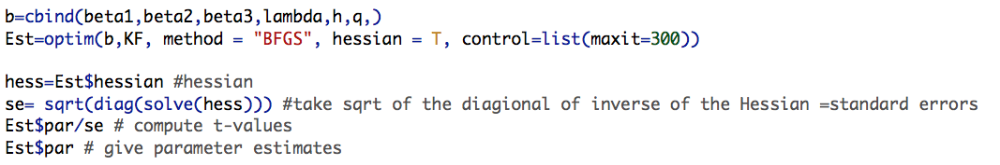 b=cbind(beta1,beta2,beta3,lambda,h,q,)
Est=optim(b,KF, method = "BFGS", hessian = T, control=list(maxit=300))
hess=Est$hessian #hessian
se= sqrt(diag(solve(hess))) #take sqrt of the diagional of inverse of the Hessian =standard errors
Est$par/se # compute t-values
Est$par # give parameter estimates